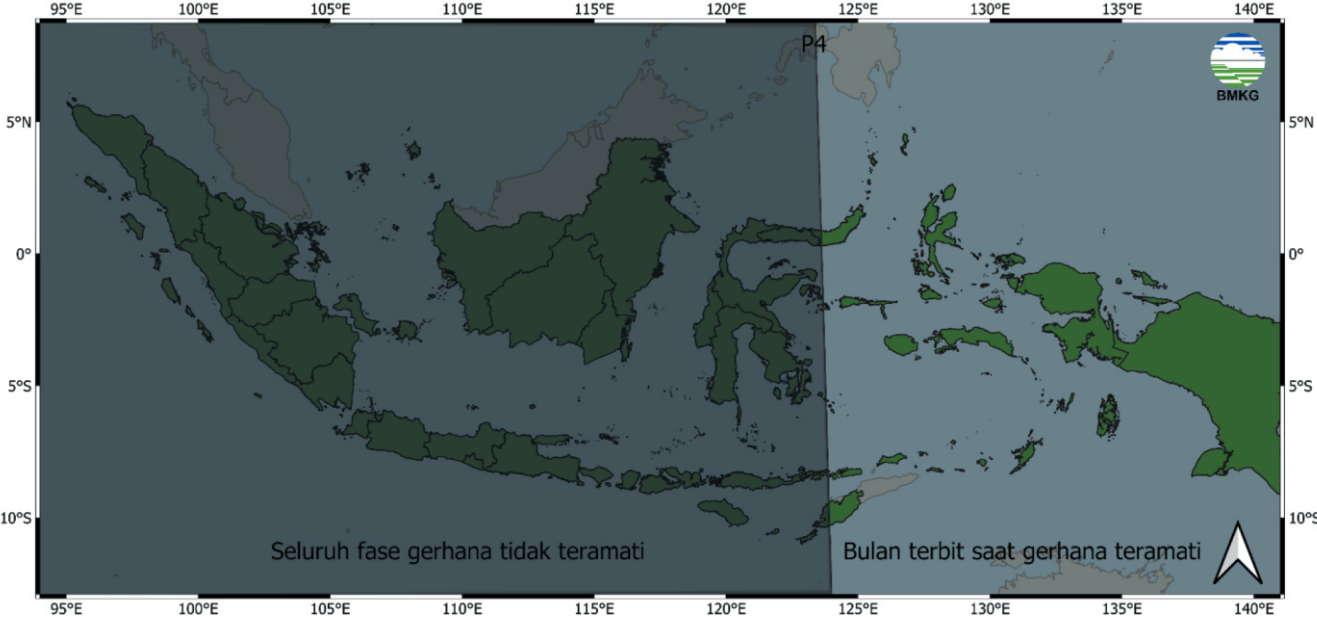 95°E 100°E 105°E 110°E 115°E 120°E 125°E 130°E 135°E 140°E
P4
BMKG
5°N 5°N
0° 0°
5°S 5°S
10°S 10°S
Seluruh fase gerhana tidak teramati Bulan terbit saat gerhana teramati
95°E 100°E 105°E 110°E 115°E 120°E 125°E 130°E 135°E 140°E